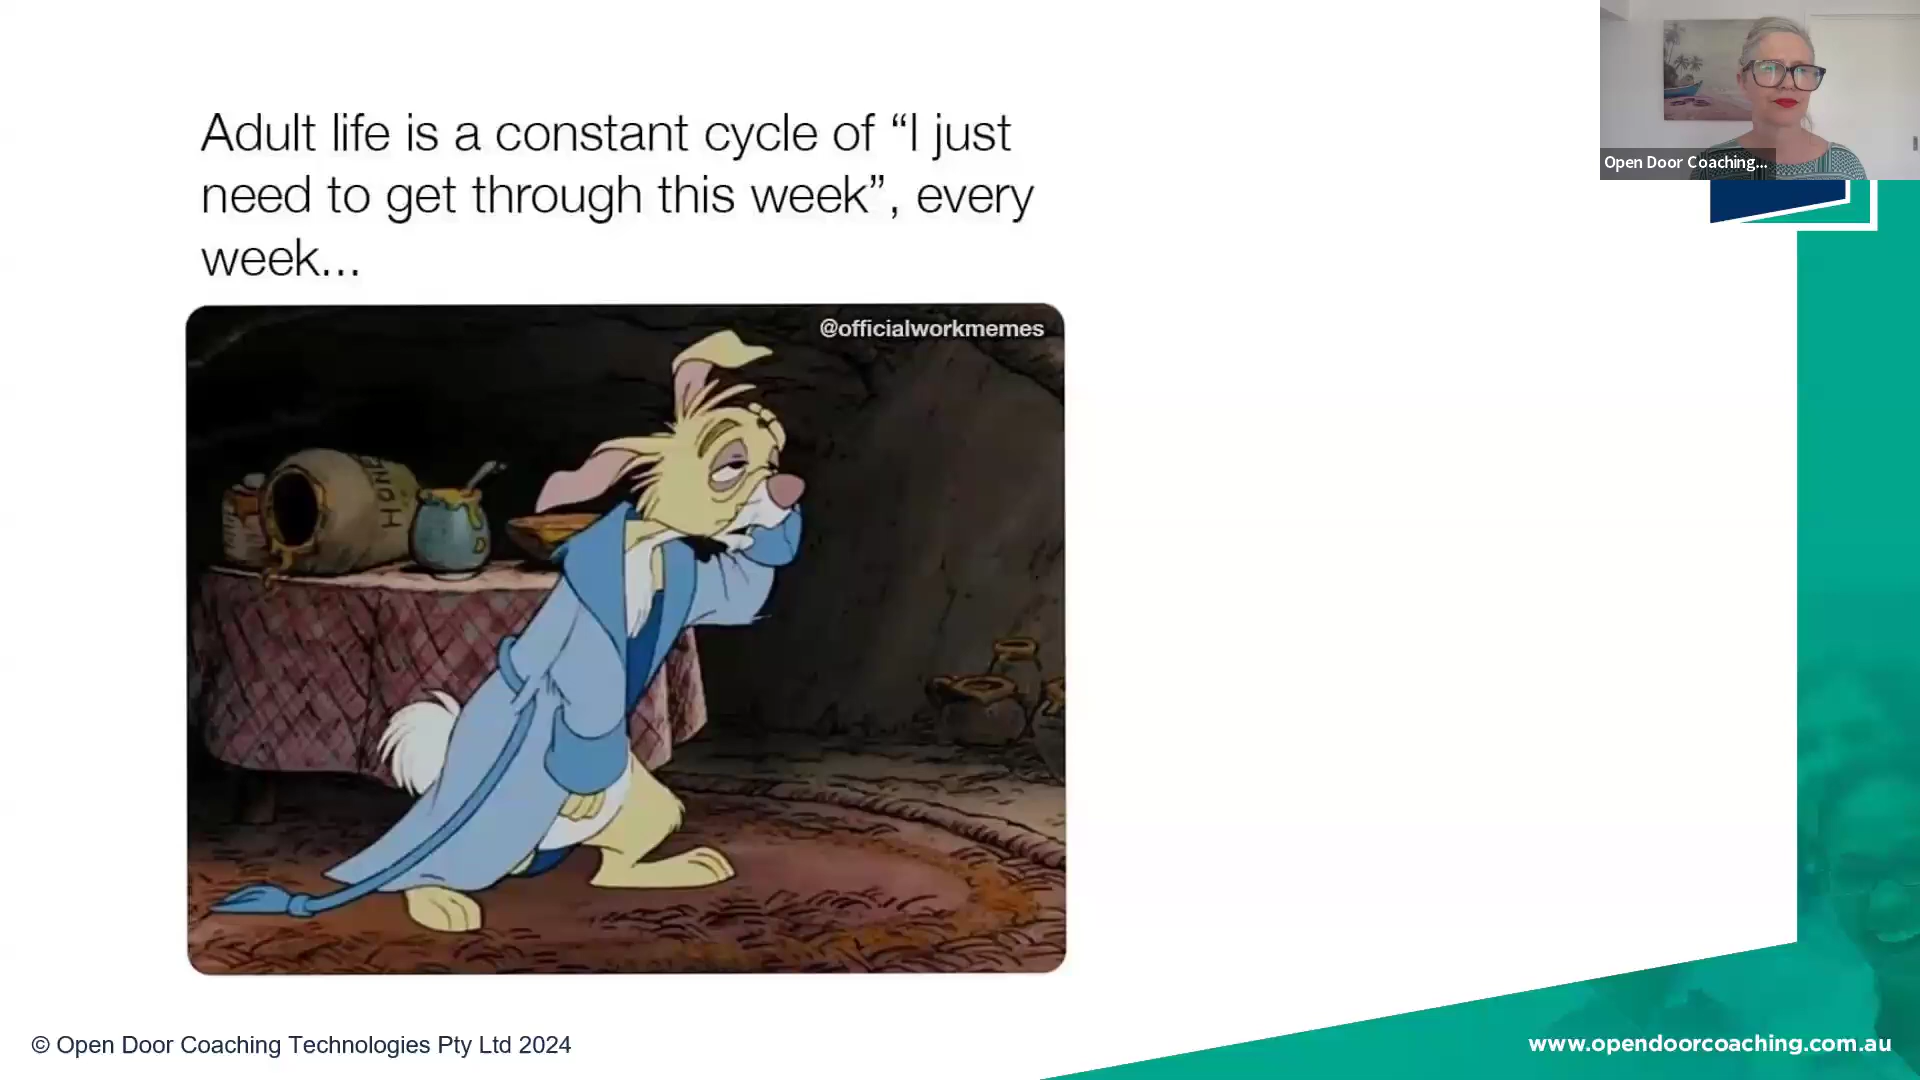 Adult life is a constant cycle of “I just
need to get through this week”, every
week...
@officialworkmemes
HONE
Open Door Coaching...
© Open Door Coaching Technologies Pty Ltd 2024
www.opendoorcoaching.com.au